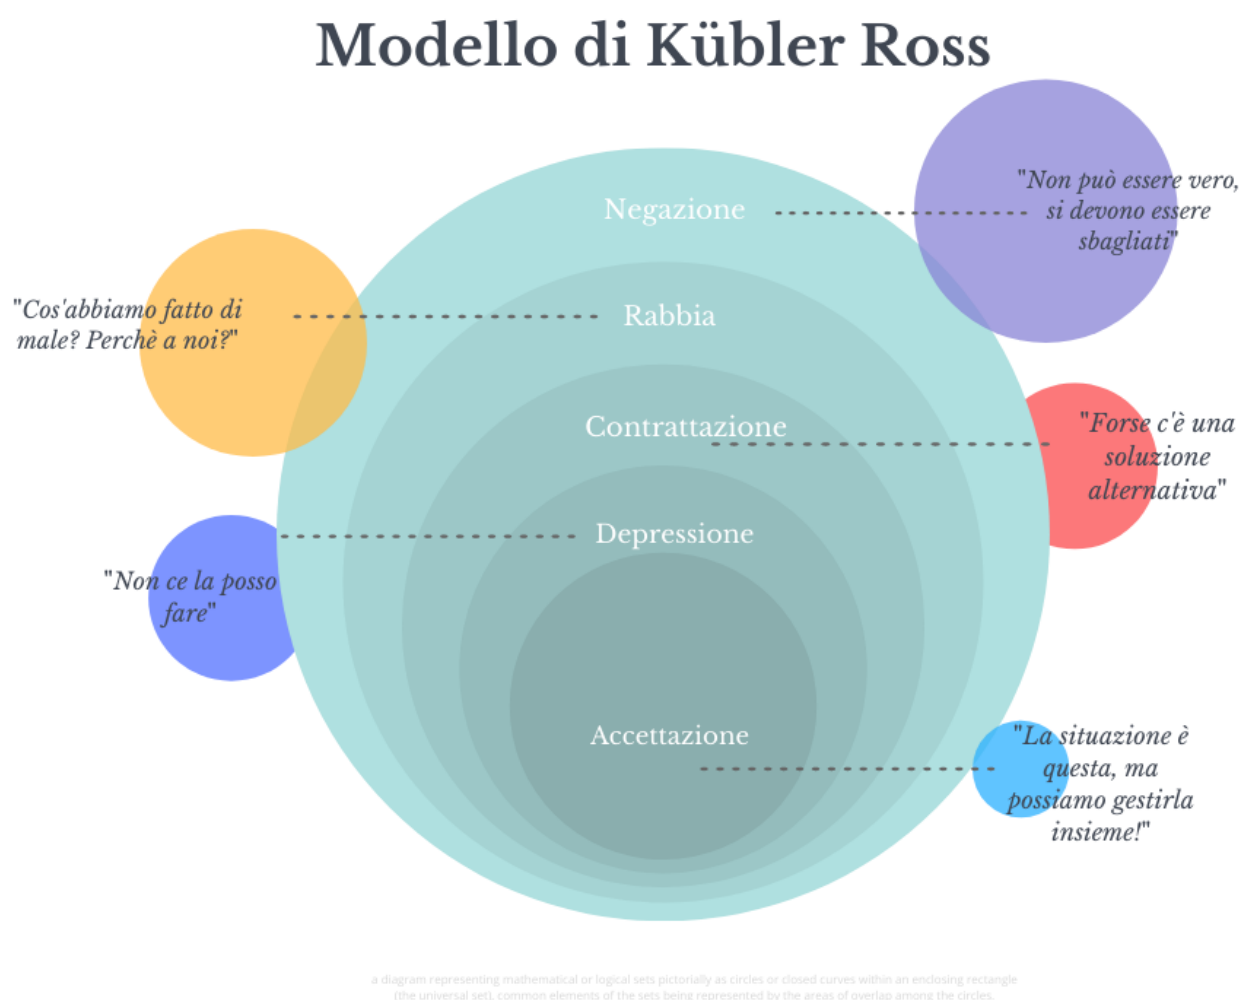 Modello di Kübler Ross
"Non può essere vero,
si devono essere
sbagliati"
Negazione
"Cos'abbiamo fatto di
male? Perchè a noi?"
Rabbia
Contrattazione
"Forse c'è una
soluzione
alternativa"
Depressione
"Non ce la posso
fare"
Accettazione
"La situazione è
questa, ma
possiamo gestirla
insieme!"
a diagram representing mathematical or logical sets pictorially as circles or closed curves within an enclosing rectangle
(the universal set), common elements of the sets being represented by the areas of overlap among the circles.